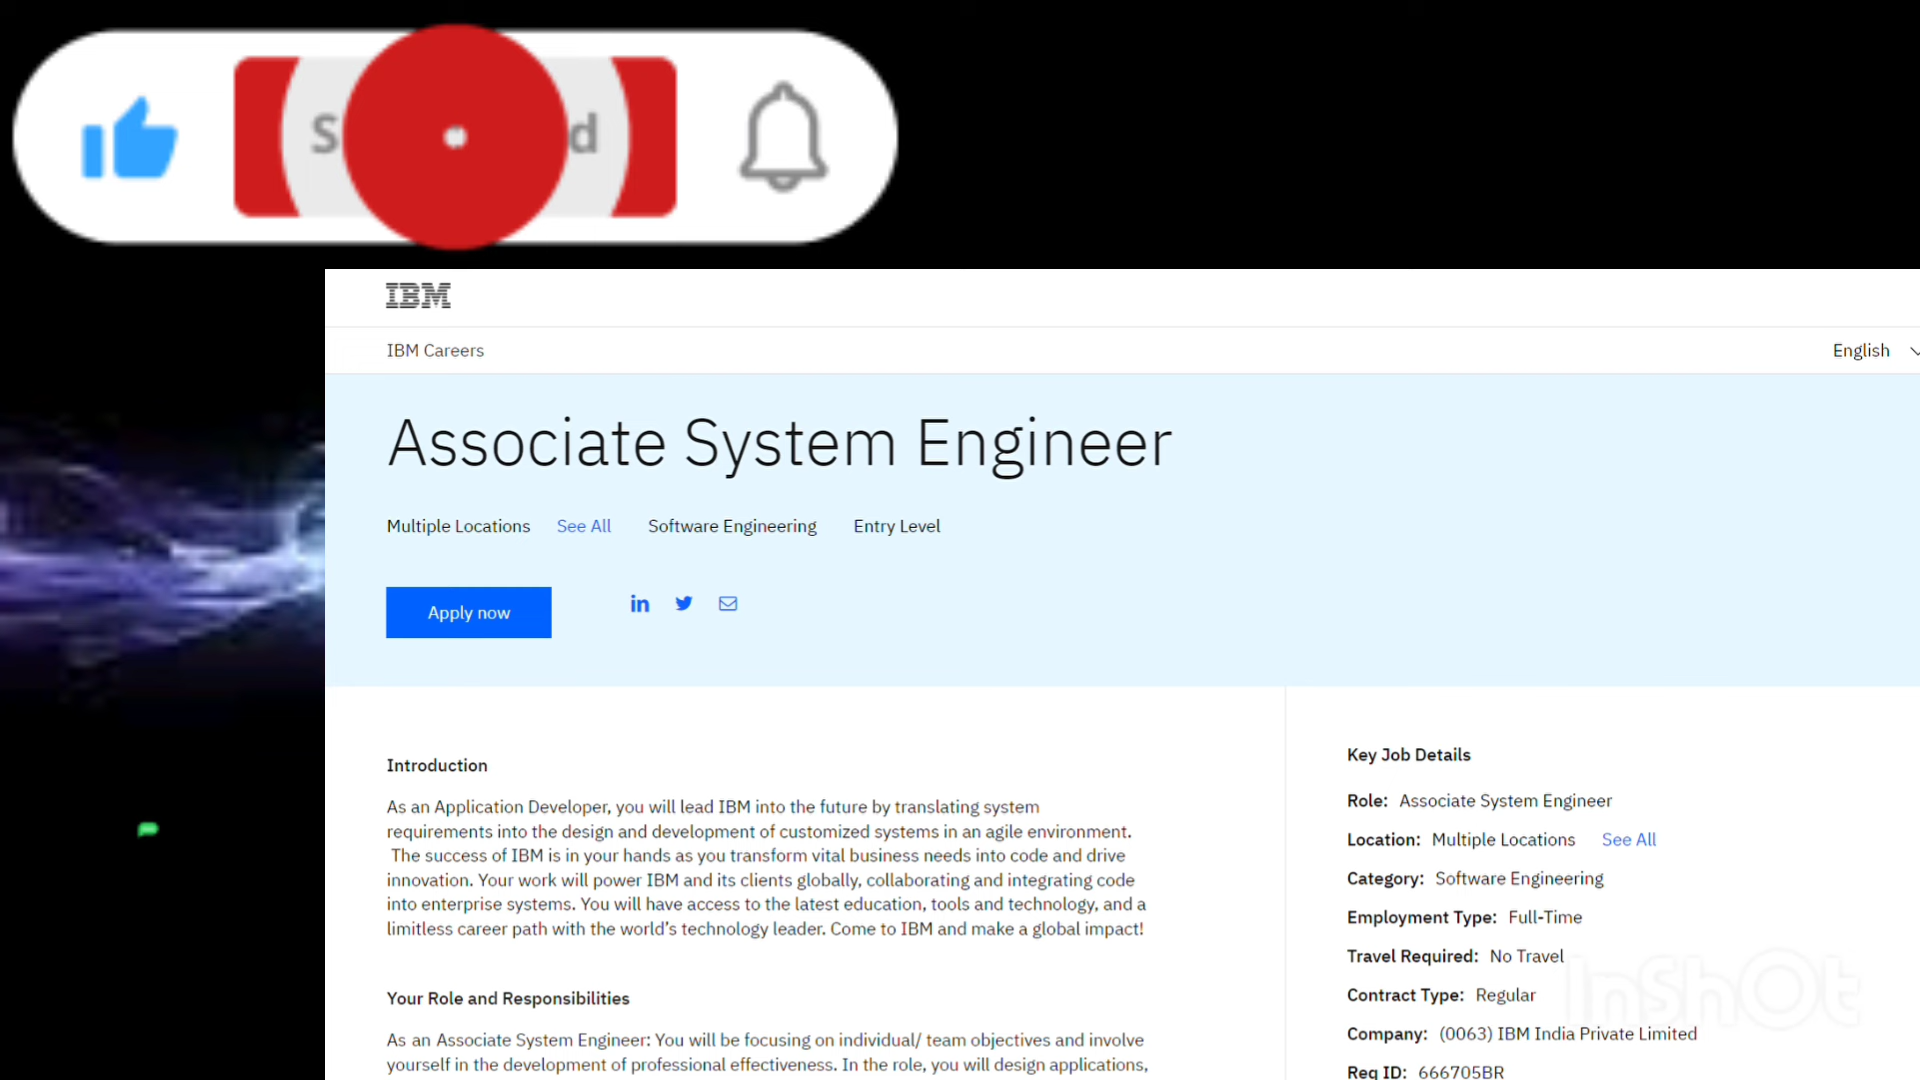 S d
IBM
IBM Careers
English
Associate System Engineer
Multiple Locations See All Software Engineering Entry Level
Apply now
in
Introduction
As an Application Developer, you will lead IBM into the future by translating system
requirements into the design and development of customized systems in an agile environment.
The success of IBM is in your hands as you transform vital business needs into code and drive
innovation. Your work will power IBM and its clients globally, collaborating and integrating code
into enterprise systems. You will have access to the latest education, tools and technology, and a
limitless career path with the world's technology leader. Come to IBM and make a global impact!
Your Role and Responsibilities
As an Associate System Engineer: You will be focusing on individual/ team objectives and involve
yourself in the development of professional effectiveness. In the role, you will design applications,
Key Job Details
Role: Associate System Engineer
Location: Multiple Locations See All
Category: Software Engineering
Employment Type: Full-Time
Travel Required: No Travel
Contract Type: Regular
Company: (0063) IBM India Private Limited
Req ID: 666705BR
InShOt